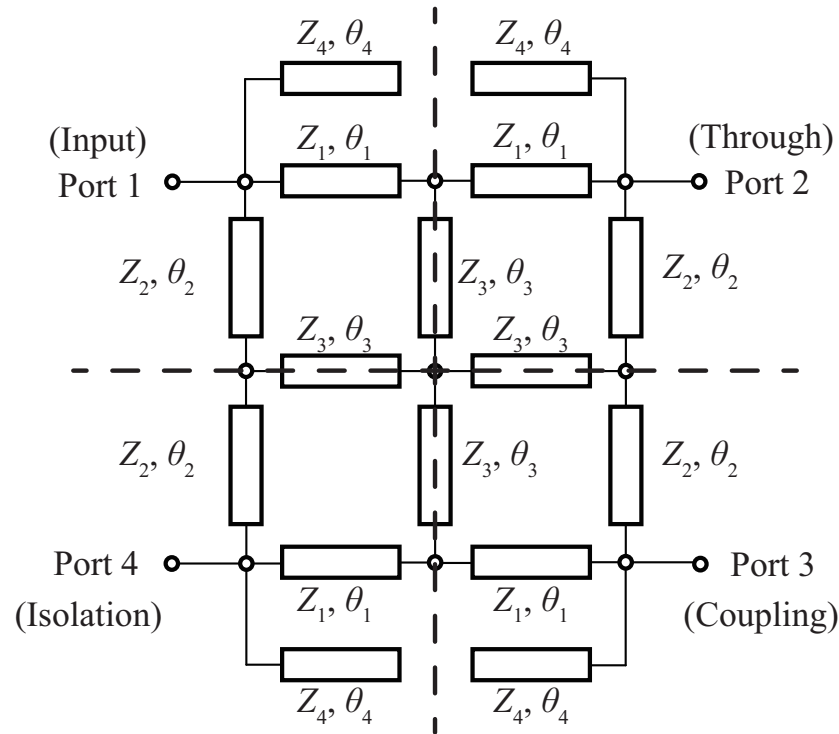 Z4, θ4
Z4, θ4
(Input)
Port 1
Z1, θ1
Z1, θ1
(Through)
Port 2
Z2, θ2
Z3, θ3
Z2, θ2
Z3, θ3
Z3, θ3
Z2, θ2
Z3, θ3
Z2, θ2
Port 4
(Isolation)
Z1, θ1
Z1, θ1
Port 3
(Coupling)
Z4, θ4
Z4, θ4